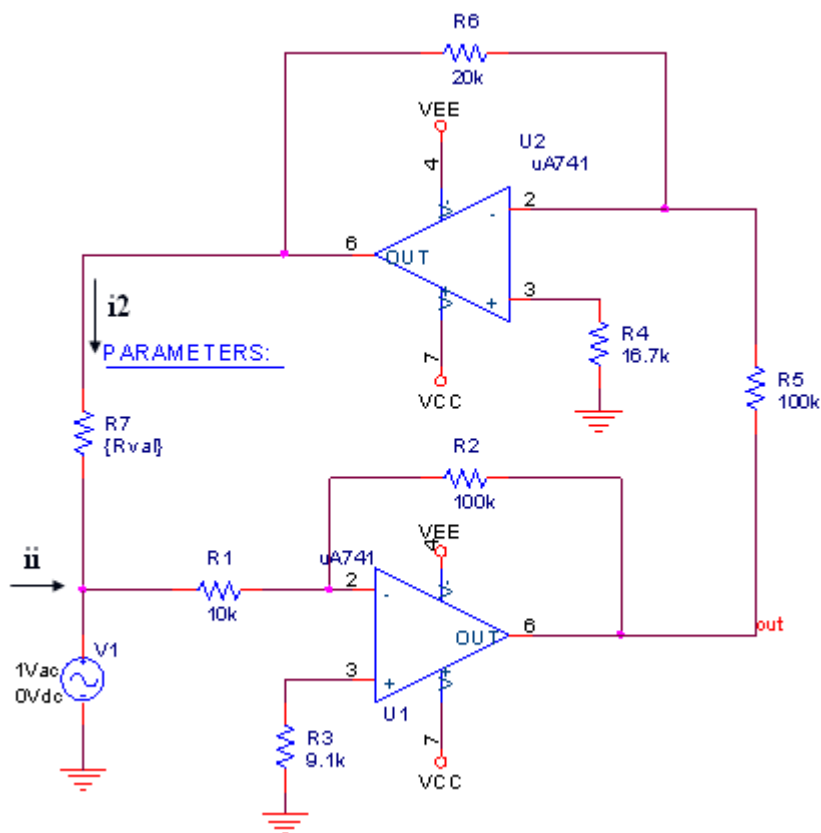 R6
20k
VEE
4
U2
uA741
V-
2
-
6
OUT
3
+
V+
i2
PARAMETERS:
7
VCC
R4
16.7k
R5
100k
R7
{Rval}
R2
100k
VEE
4
ii
R1
10k
uA741
V-
2
-
OUT
6
out
V1
1Vac
0Vdc
+
-
3
+
V+
U1
R3
9.1k
7
VCC